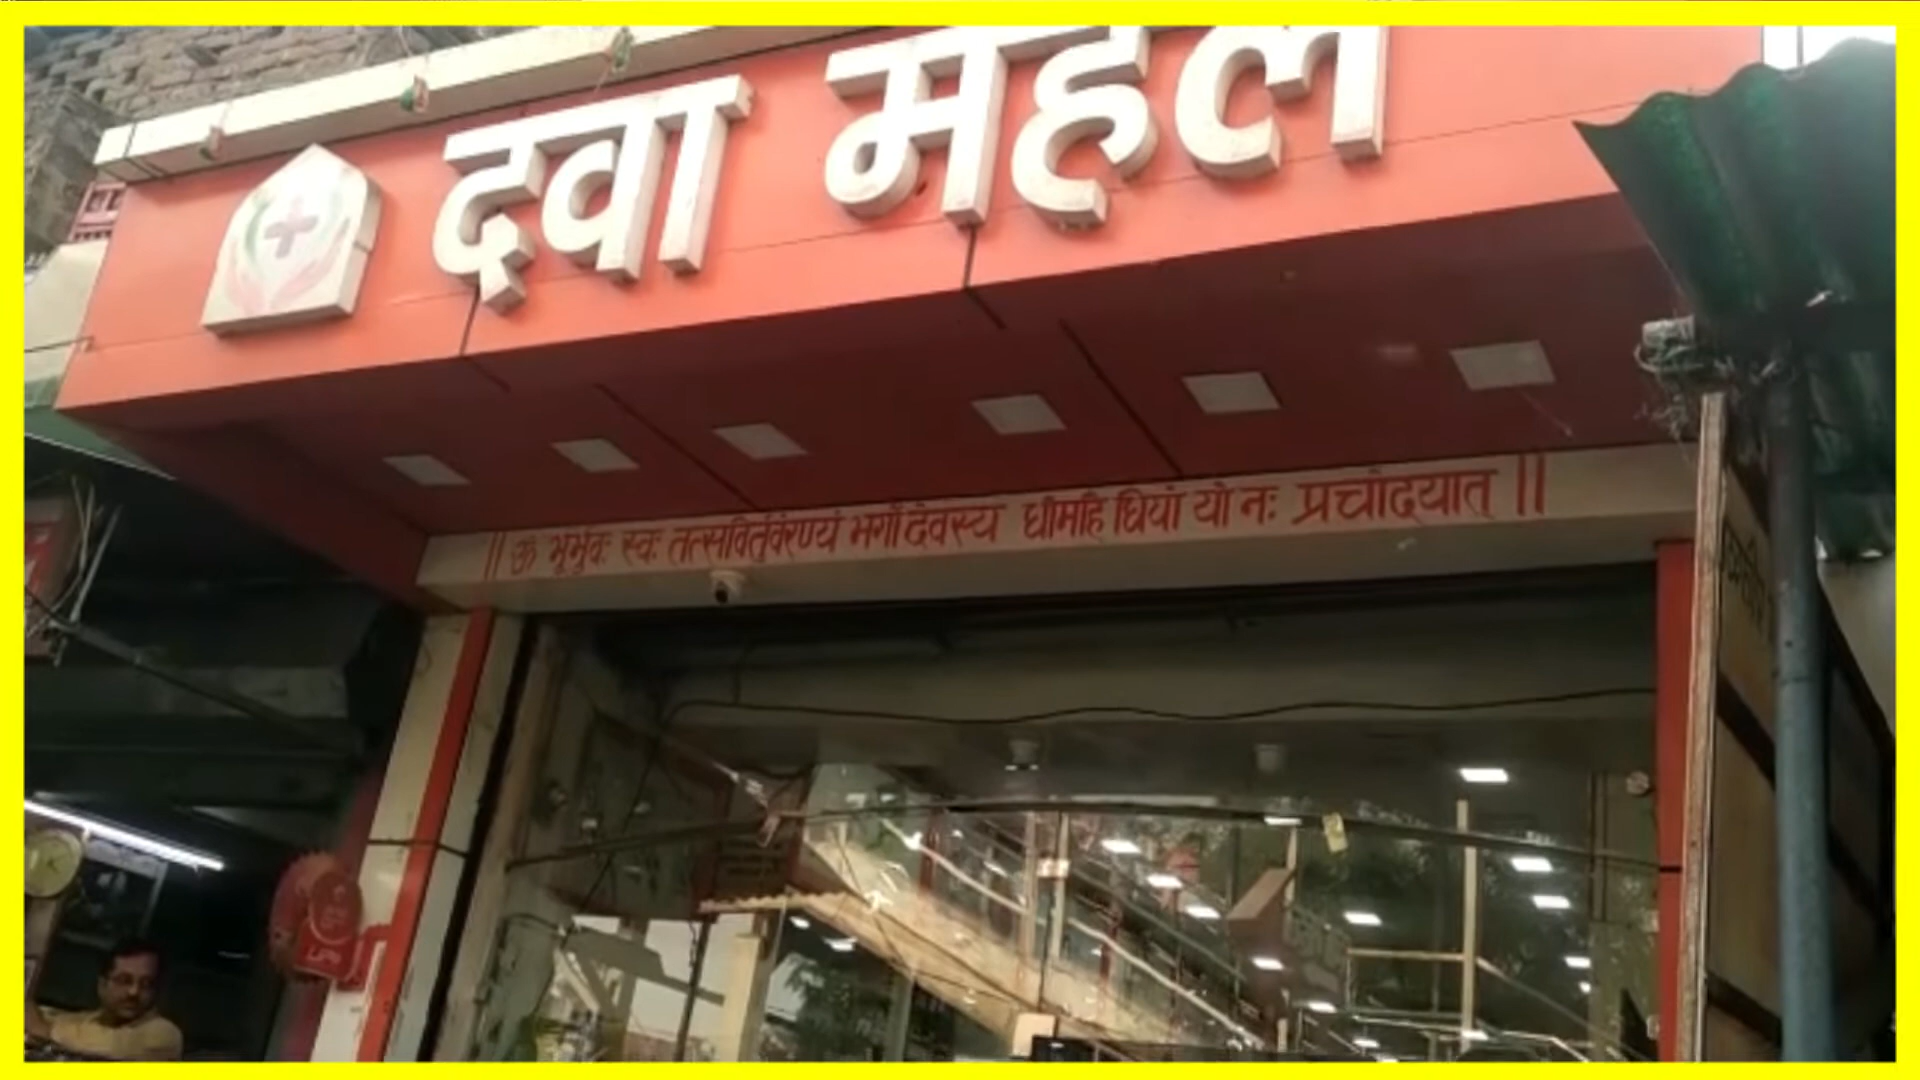 दवा महल
|| ॐ भूर्भुवः स्वः तत्सवितुर्वरेण्यं भर्गो देवस्य धीमहि धियो यो नः प्रचोदयात् ||